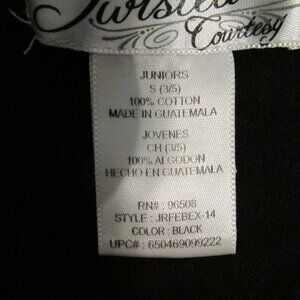 Twisted
Courtesy
JUNIORS
S (3/5)
100% COTTON
MADE IN GUATEMALA
JOVENES
CH (3/5)
100% ALGODON
HECHO EN GUATEMALA
RN# : 96508
STYLE : JRFEBEX-14
COLOR : BLACK
UPC# : 650469099222